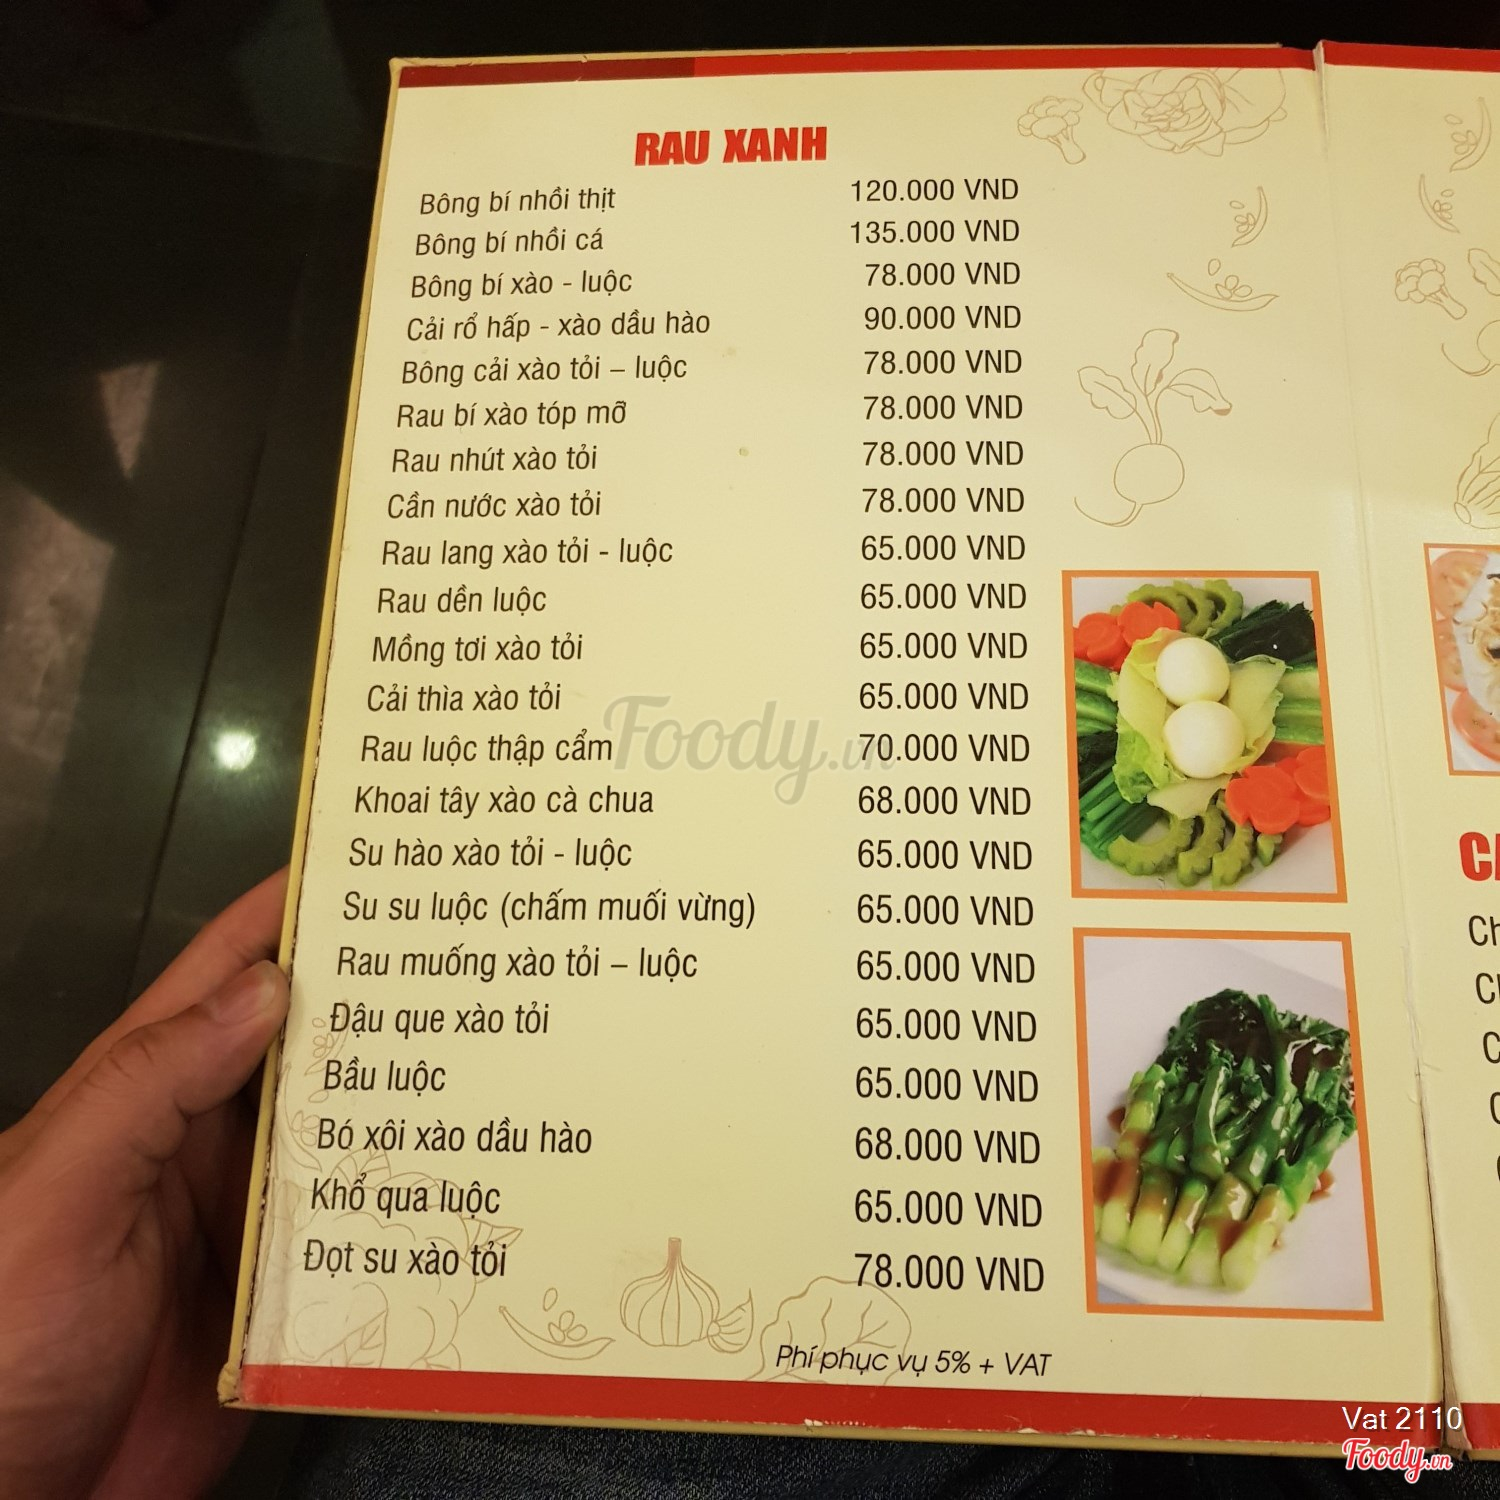 RAU XANH
Bông bí nhồi thịt 120.000 VND
Bông bí nhồi cá 135.000 VND
Bông bí xào - luộc 78.000 VND
Cải rổ hấp - xào dầu hào 90.000 VND
Bông cải xào tỏi – luộc 78.000 VND
Rau bí xào tóp mỡ 78.000 VND
Rau nhút xào tỏi 78.000 VND
Cần nước xào tỏi 78.000 VND
Rau lang xào tỏi - luộc 65.000 VND
Rau dền luộc 65.000 VND
Mồng tơi xào tỏi 65.000 VND
Cải thìa xào tỏi 65.000 VND
Rau luộc thập cẩm 70.000 VND
Khoai tây xào cà chua 68.000 VND
Su hào xào tỏi - luộc 65.000 VND
Su su luộc (chấm muối vừng) 65.000 VND
Rau muống xào tỏi – luộc 65.000 VND
Đậu que xào tỏi 65.000 VND
Bầu luộc 65.000 VND
Bó xôi xào dầu hào 68.000 VND
Khổ qua luộc 65.000 VND
Đọt su xào tỏi 78.000 VND
Phí phục vụ 5% + VAT
Foody.vn
Vat 2110
Foody.vn